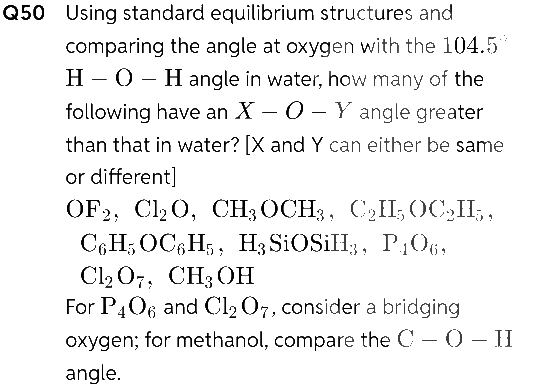 Q50 Using standard equilibrium structures and
comparing the angle at oxygen with the 104.5°
H – O – H angle in water, how many of the
following have an X – O – Y angle greater
than that in water? [X and Y can either be same
or different]
OF₂, Cl₂O, CH₃OCH₃, C₂H₅OC₂H₅,
C₆H₅OC₆H₅, H₃SiOSiH₃, P₄O₆,
Cl₂O₇, CH₃OH
For P₄O₆ and Cl₂O₇, consider a bridging
oxygen; for methanol, compare the C – O – H
angle.